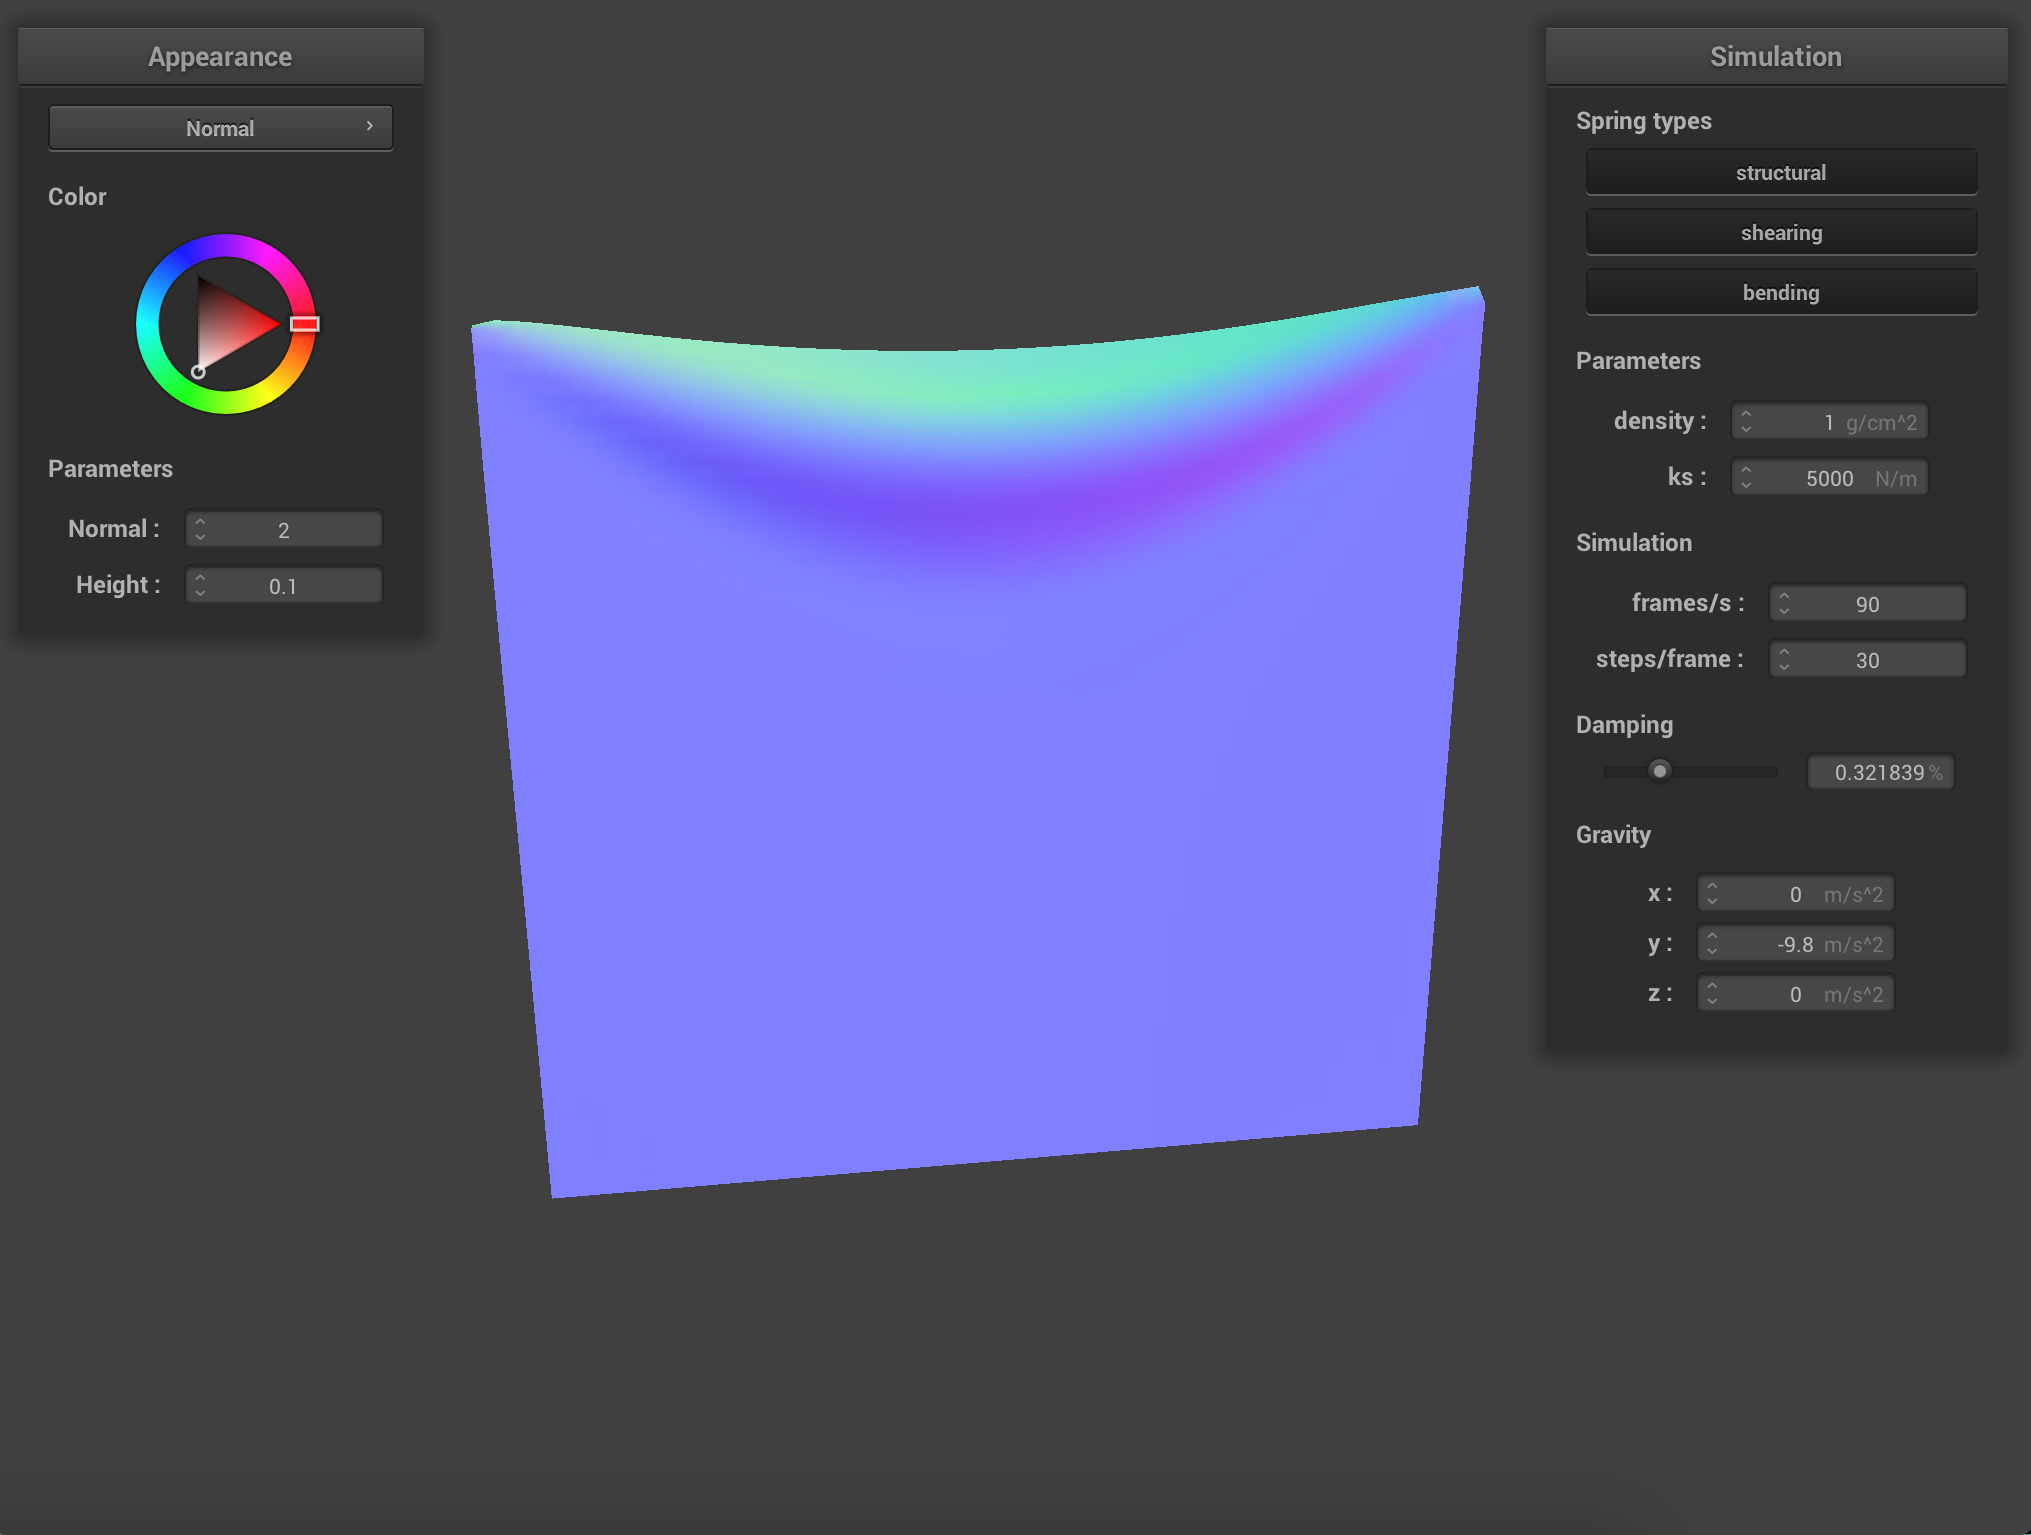 Appearance
Normal
Color
Parameters
Normal : 2
Height : 0.1
Simulation
Spring types
structural
shearing
bending
Parameters
density : 1 g/cm^2
ks : 5000 N/m
Simulation
frames/s : 90
steps/frame : 30
Damping
0.321839 %
Gravity
x : 0 m/s^2
y : -9.8 m/s^2
z : 0 m/s^2